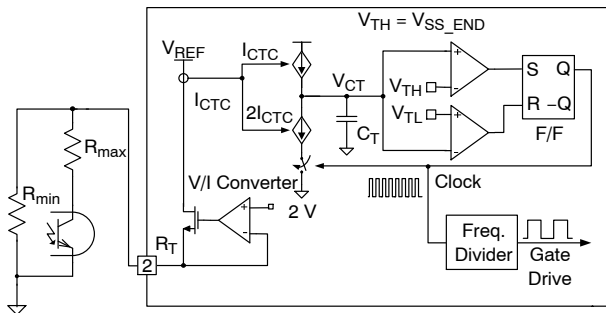 V_TH = V_SS_END
V_REF
I_CTC
I_CTC
V_CT
2I_CTC
C_T
V_TH
V_TL
S Q
R –Q
F/F
R_max
R_min
V/I Converter
2 V
Clock
R_T
2
Freq.
Divider
Gate
Drive
+
-
+
-
+
-